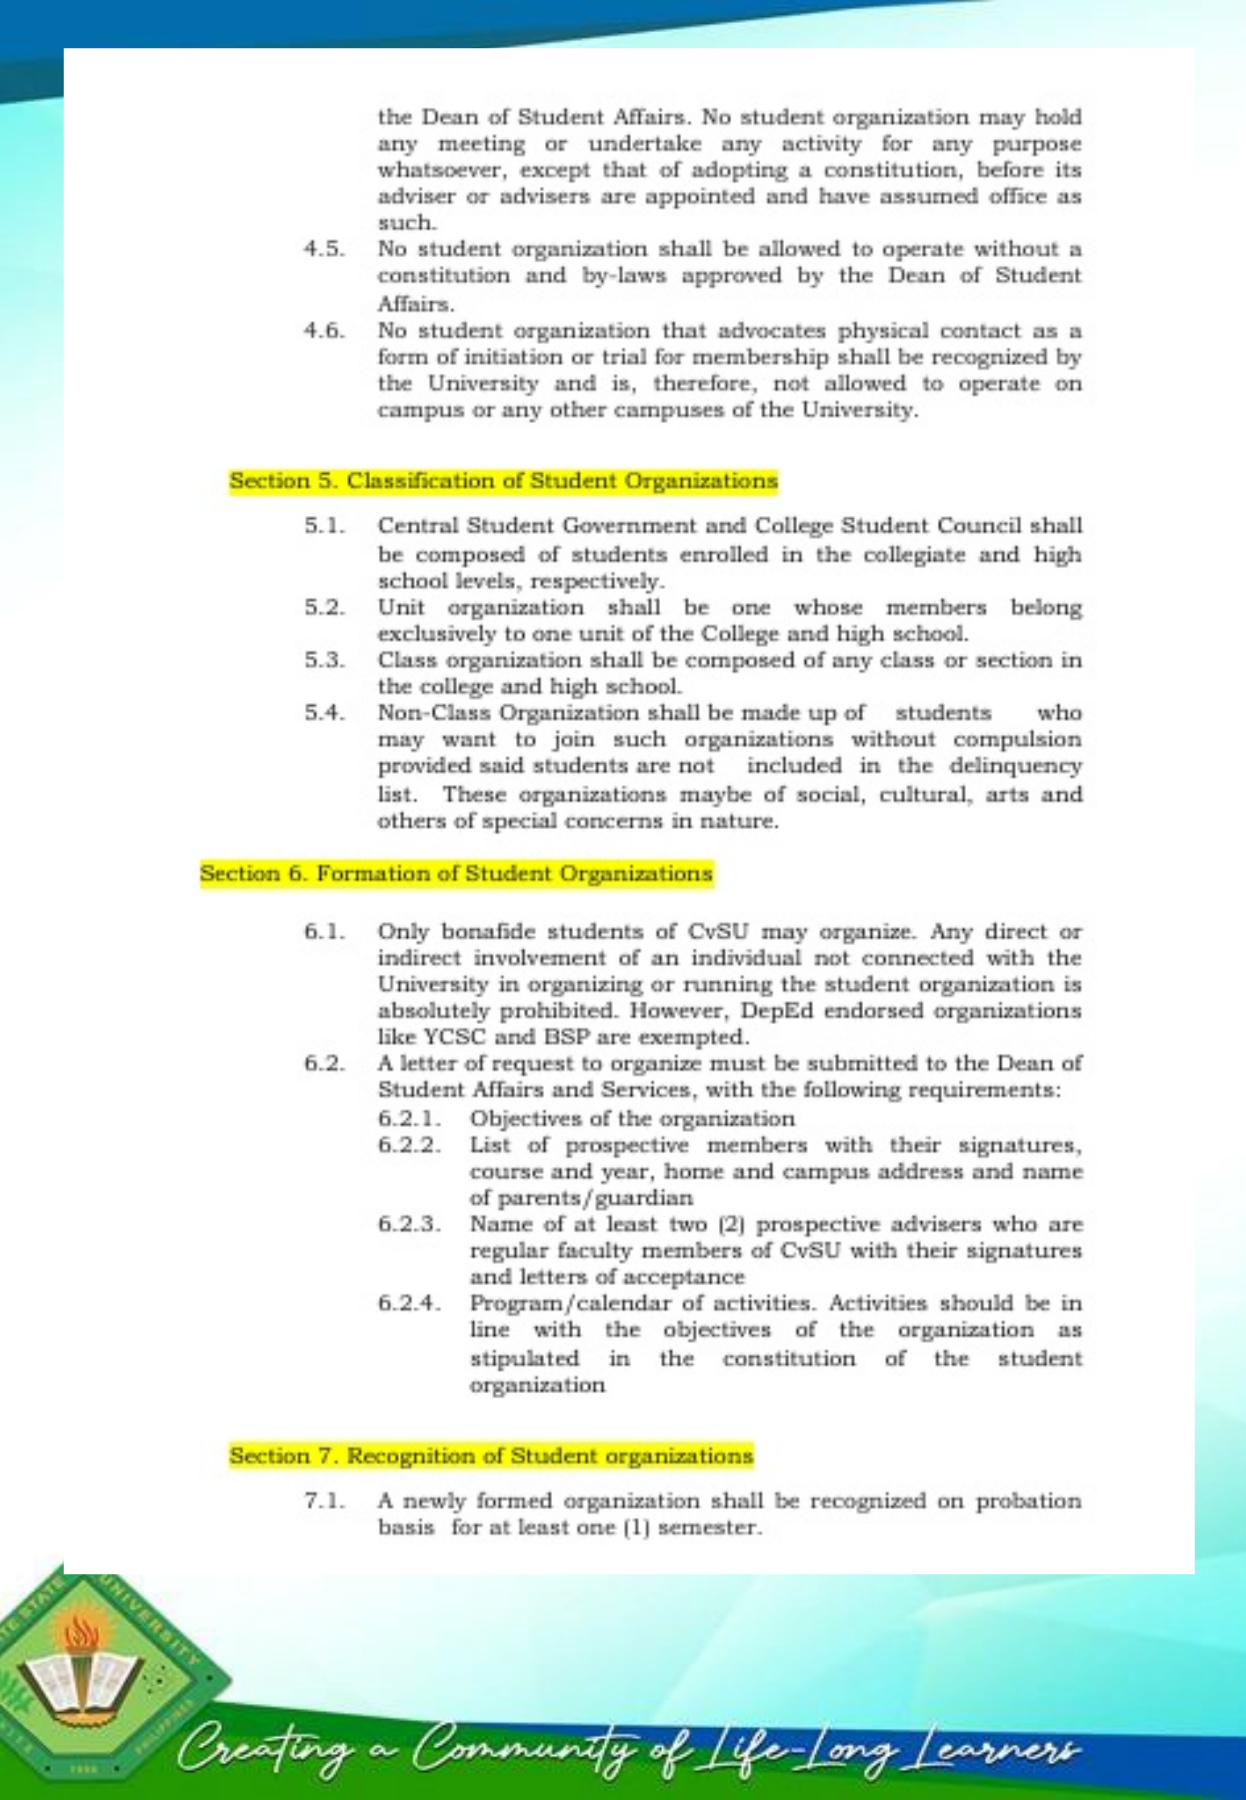 the Dean of Student Affairs. No student organization may hold
any meeting or undertake any activity for any purpose
whatsoever, except that of adopting a constitution, before its
adviser or advisers are appointed and have assumed office as
such.
4.5. No student organization shall be allowed to operate without a
constitution and by-laws approved by the Dean of Student
Affairs.
4.6. No student organization that advocates physical contact as a
form of initiation or trial for membership shall be recognized by
the University and is, therefore, not allowed to operate on
campus or any other campuses of the University.
Section 5. Classification of Student Organizations
5.1. Central Student Government and College Student Council shall
be composed of students enrolled in the collegiate and high
school levels, respectively.
5.2. Unit organization shall be one whose members belong
exclusively to one unit of the College and high school.
5.3. Class organization shall be composed of any class or section in
the college and high school.
5.4. Non-Class Organization shall be made up of students who
may want to join such organizations without compulsion
provided said students are not included in the delinquency
list. These organizations maybe of social, cultural, arts and
others of special concerns in nature.
Section 6. Formation of Student Organizations
6.1. Only bonafide students of CvSU may organize. Any direct or
indirect involvement of an individual not connected with the
University in organizing or running the student organization is
absolutely prohibited. However, DepEd endorsed organizations
like YCSC and BSP are exempted.
6.2. A letter of request to organize must be submitted to the Dean of
Student Affairs and Services, with the following requirements:
6.2.1. Objectives of the organization
6.2.2. List of prospective members with their signatures,
course and year, home and campus address and name
of parents/guardian
6.2.3. Name of at least two (2) prospective advisers who are
regular faculty members of CvSU with their signatures
and letters of acceptance
6.2.4. Program/calendar of activities. Activities should be in
line with the objectives of the organization as
stipulated in the constitution of the student
organization
Section 7. Recognition of Student organizations
7.1. A newly formed organization shall be recognized on probation
basis for at least one (1) semester.
STATE UNIVERSITY
PHILIPPINES
Creating a Community of Life-Long Learners